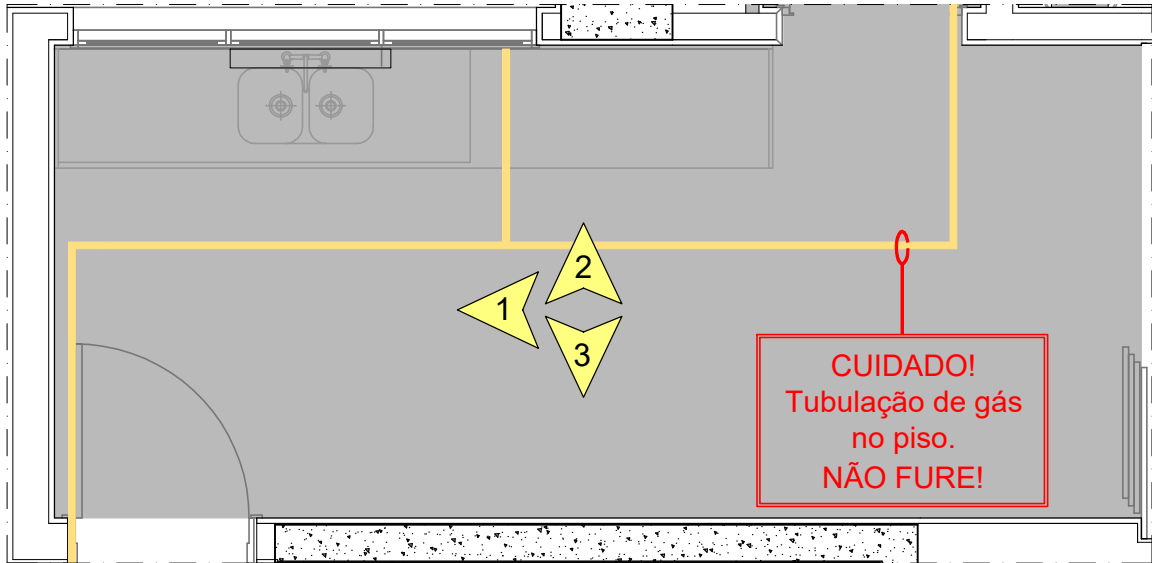 2
1
3
CUIDADO!
Tubulação de gás
no piso.
NÃO FURE!